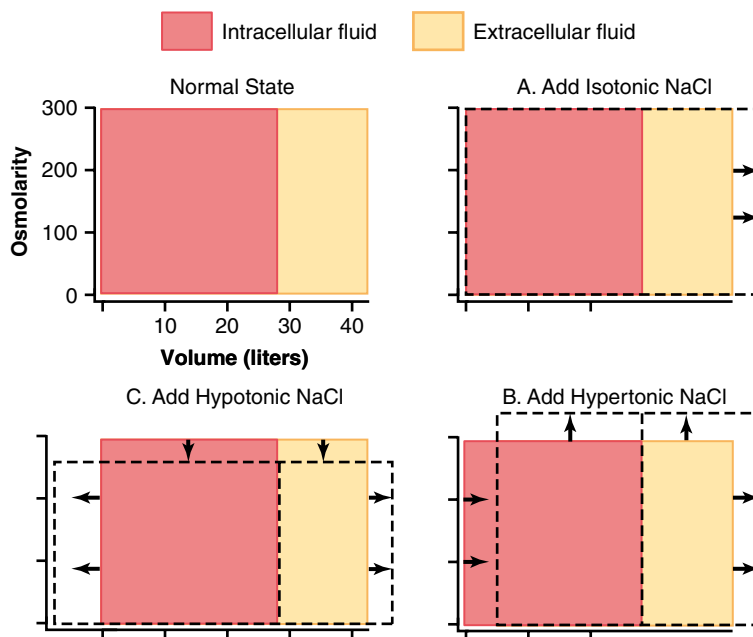 Intracellular fluid
Extracellular fluid
Normal State
A. Add Isotonic NaCl
300
200
100
0
Osmolarity
10
20
30
40
Volume (liters)
C. Add Hypotonic NaCl
B. Add Hypertonic NaCl